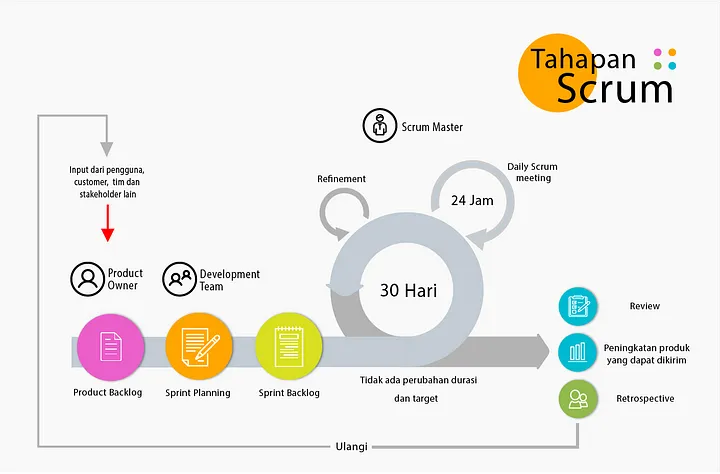 Tahapan
Scrum
Scrum Master
Input dari pengguna,
customer, tim dan
stakeholder lain
Refinement
Daily Scrum
meeting
24 Jam
Product
Owner
Development
Team
30 Hari
Review
Peningkatan produk
yang dapat dikirim
Retrospective
Product Backlog
Sprint Planning
Sprint Backlog
Tidak ada perubahan durasi
dan target
Ulangi